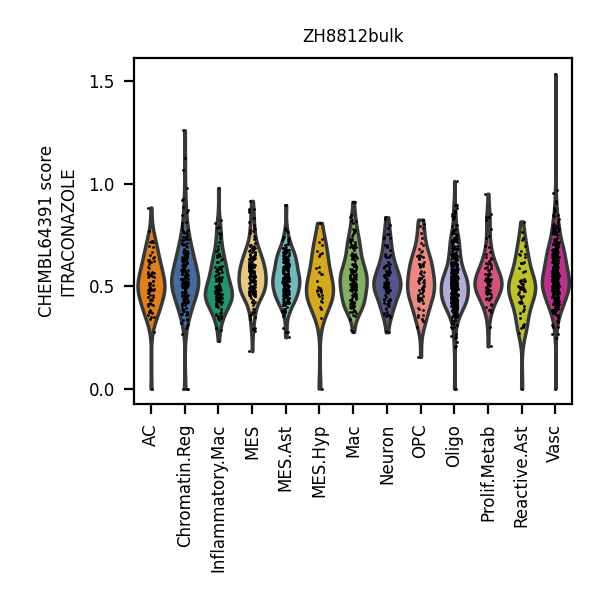 ZH8812bulk
CHEMBL64391 score
ITRACONAZOLE
1.5
1.0
0.5
0.0
AC
Chromatin.Reg
Inflammatory.Mac
MES
MES.Ast
MES.Hyp
Mac
Neuron
OPC
Oligo
Prolif.Metab
Reactive.Ast
Vasc